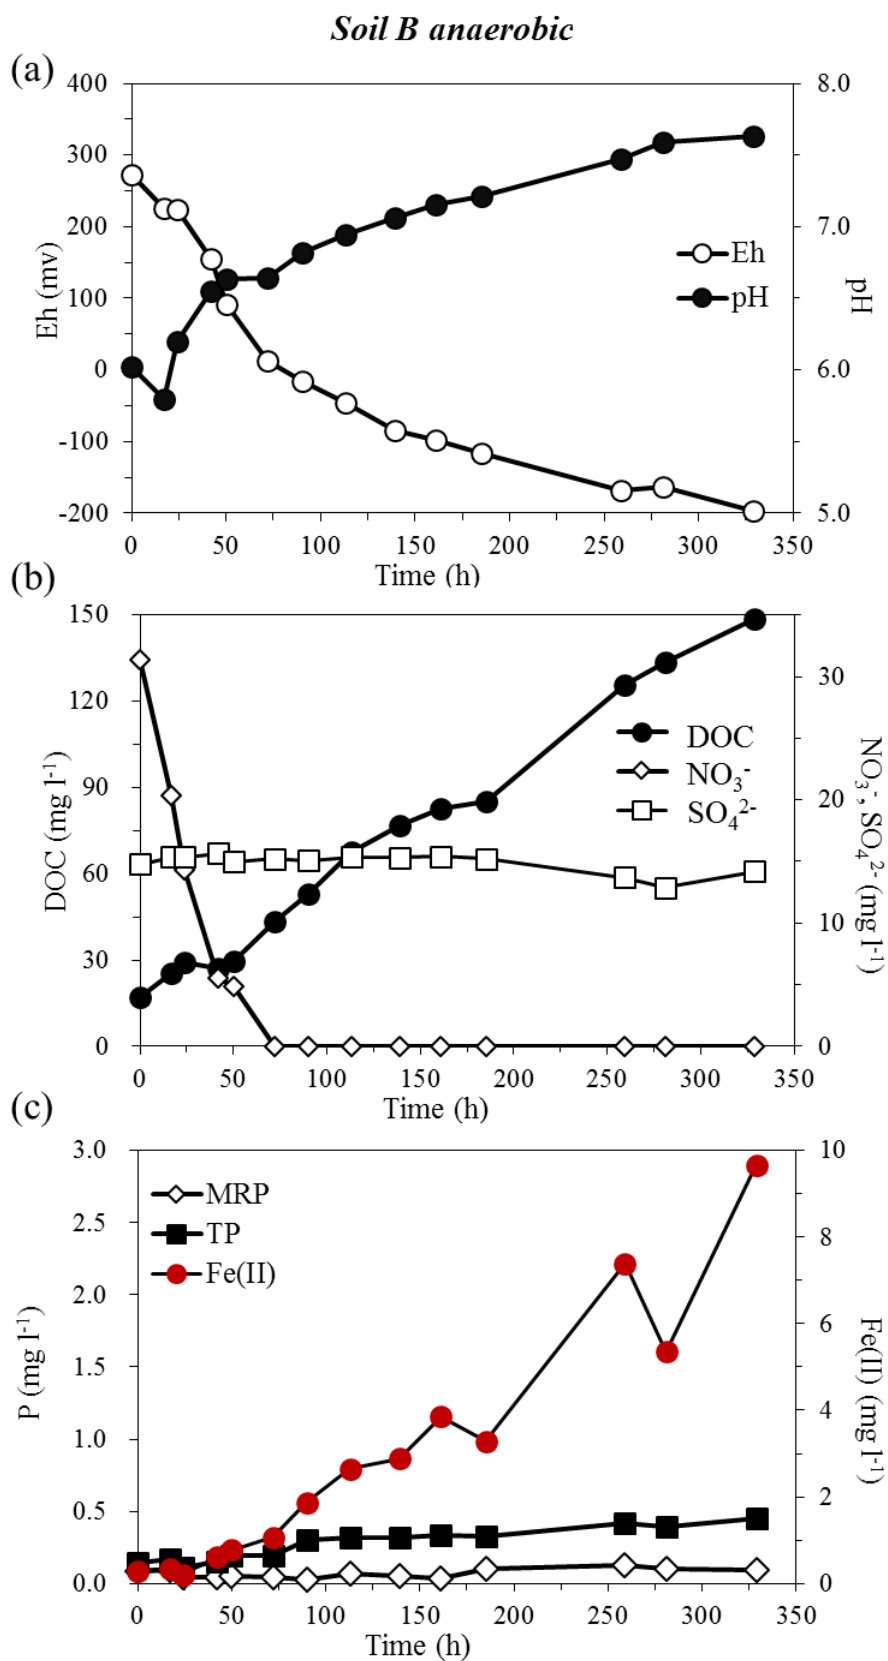 Soil B anaerobic
(a)
400
300
200
100
0
-100
-200
Eh (mv)
8.0
7.0
6.0
5.0
pH
Eh
pH
0 50 100 150 200 250 300 350
Time (h)
(b)
150
120
90
60
30
0
DOC (mg l-1)
30
20
10
0
NO3-, SO42- (mg l-1)
DOC
NO3-
SO42-
0 50 100 150 200 250 300 350
Time (h)
(c)
3.0
2.5
2.0
1.5
1.0
0.5
0.0
P (mg l-1)
10
8
6
4
2
0
Fe(II) (mg l-1)
MRP
TP
Fe(II)
0 50 100 150 200 250 300 350
Time (h)